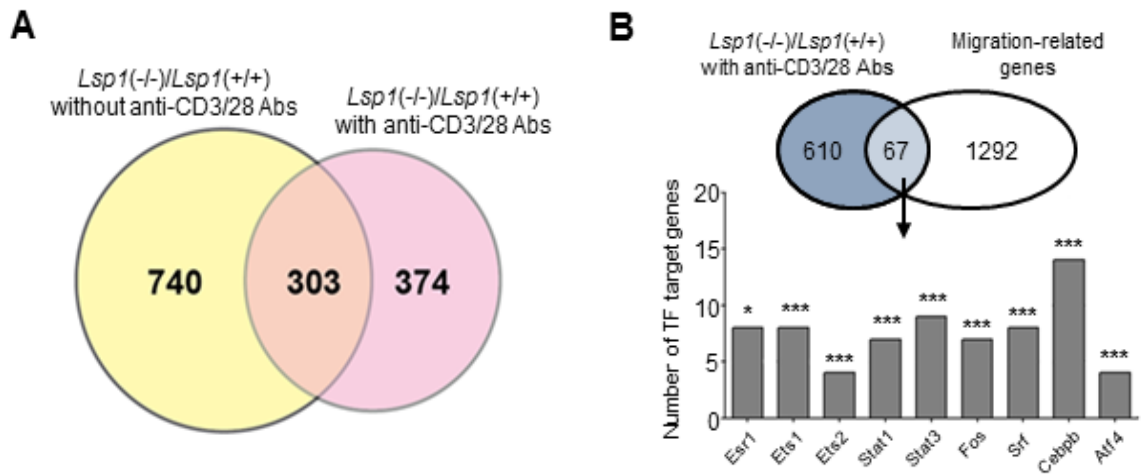 A
Lsp1(-/-)/Lsp1(+/+)
without anti-CD3/28 Abs
Lsp1(-/-)/Lsp1(+/+)
with anti-CD3/28 Abs
740
303
374
B
Lsp1(-/-)/Lsp1(+/+)
with anti-CD3/28 Abs
Migration-related
genes
610
67
1292
Number of TF target genes
20
15
10
5
0
*
***
***
***
***
***
***
***
***
Esr1
Ets1
Ets2
Stat1
Stat3
Fos
Srf
Cebpb
Atf4